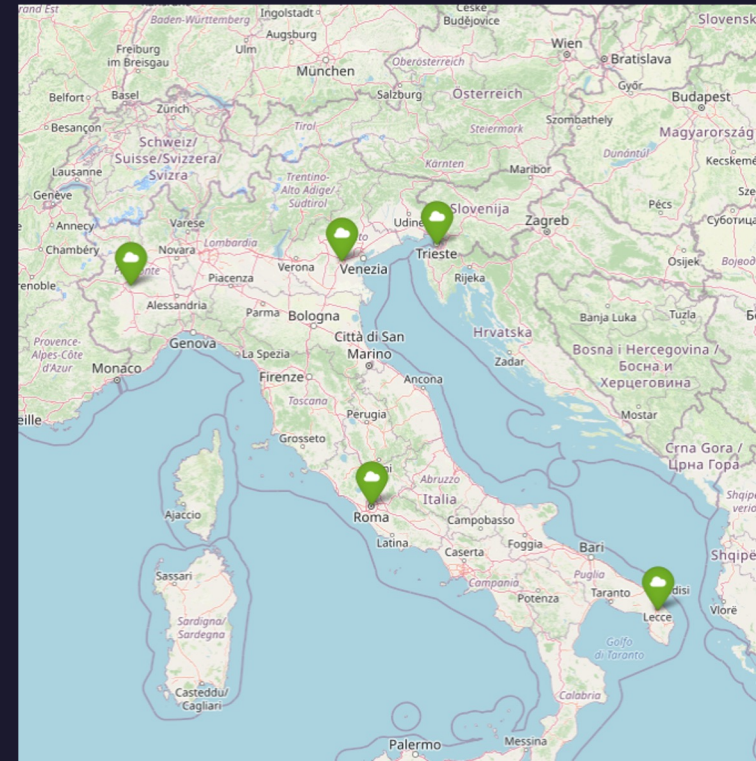 Ingolstadt
České
Budějovice
Slovensk
Baden-Württemberg
Augsburg
Freiburg
im Breisgau
Ulm
München
Oberösterreich
Wien
Bratislava
Belfort
Basel
Zürich
Salzburg
Österreich
Győr
Budapest
Besançon
Tirol
Steiermark
Szombathely
Magyarország
Schweiz/
Suisse/Svizzera/
Svizra
Lausanne
Trentino-
Alto Adige/
Südtirol
Kärnten
Maribor
Dunántúl
Kecskemé
Genève
Pécs
Annecy
Varese
Udine
Slovenija
Zagreb
Суботица
Chambéry
Novara
Lombardia
Trieste
Osijek
Војвод
Verona
Venezia
Rijeka
Piacenza
Alessandria
Parma
Bologna
Hrvatska
Banja Luka
Tuzla
Provence-
Alpes-Côte
d'Azur
Genova
Città di San
Marino
Bosna i Hercegovina /
Босна и
Херцеговина
Monaco
La Spezia
Zadar
Firenze
Ancona
Toscana
Perugia
Mostar
eille
Grosseto
Crna Gora /
Црна Гора
Abruzzo
Italia
Ajaccio
Roma
Campobasso
Latina
Foggia
Bari
Caserta
Shqipe
Sassari
Campania
Puglia
Potenza
Taranto
disi
Lecce
Vlorë
Sardigna/
Sardegna
Golfo
di Taranto
Casteddu/
Cagliari
Calabria
Palermo
Messina